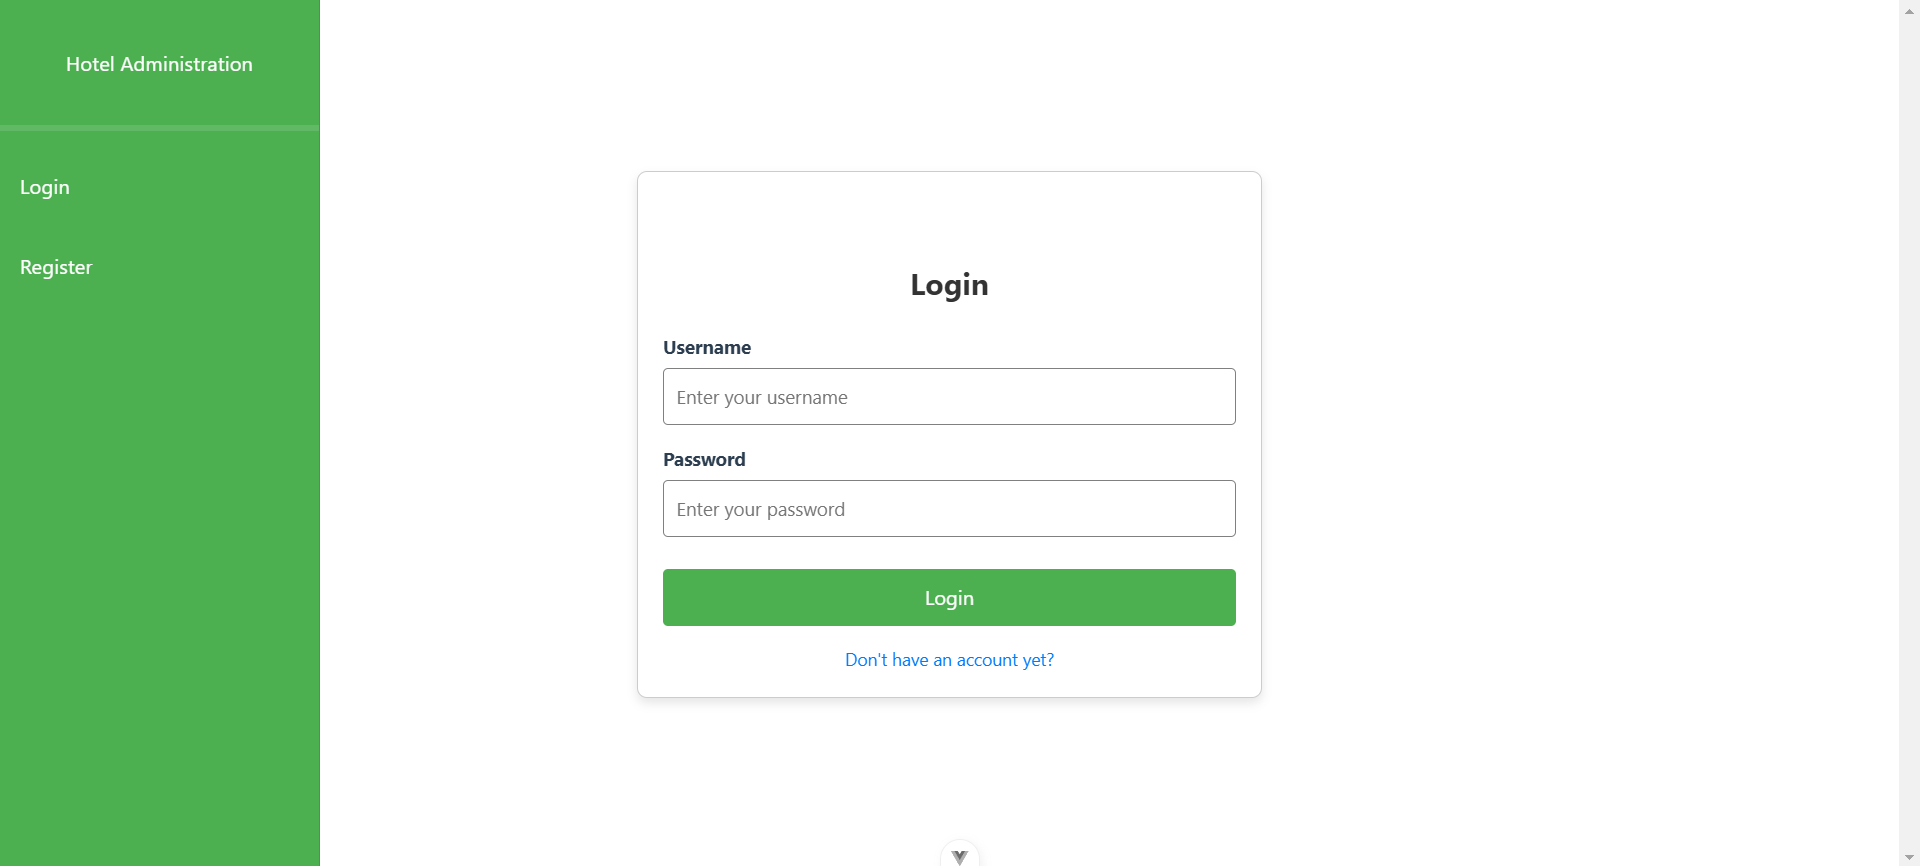 Hotel Administration
Login
Register
Login
Username
Enter your username
Password
Enter your password
Login
Don't have an account yet?